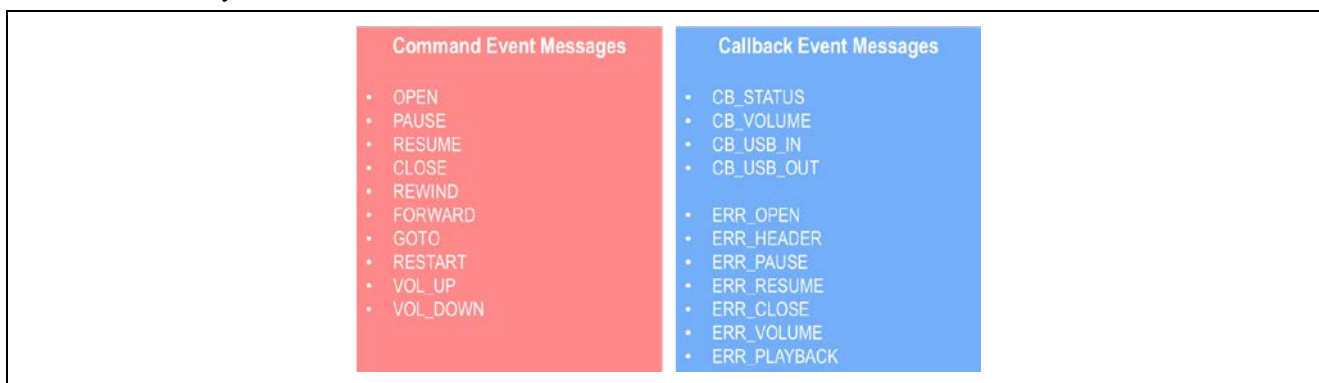 Command Event Messages
• OPEN
• PAUSE
• RESUME
• CLOSE
• REWIND
• FORWARD
• GOTO
• RESTART
• VOL_UP
• VOL_DOWN
Callback Event Messages
• CB_STATUS
• CB_VOLUME
• CB_USB_IN
• CB_USB_OUT
• ERR_OPEN
• ERR_HEADER
• ERR_PAUSE
• ERR_RESUME
• ERR_CLOSE
• ERR_VOLUME
• ERR_PLAYBACK